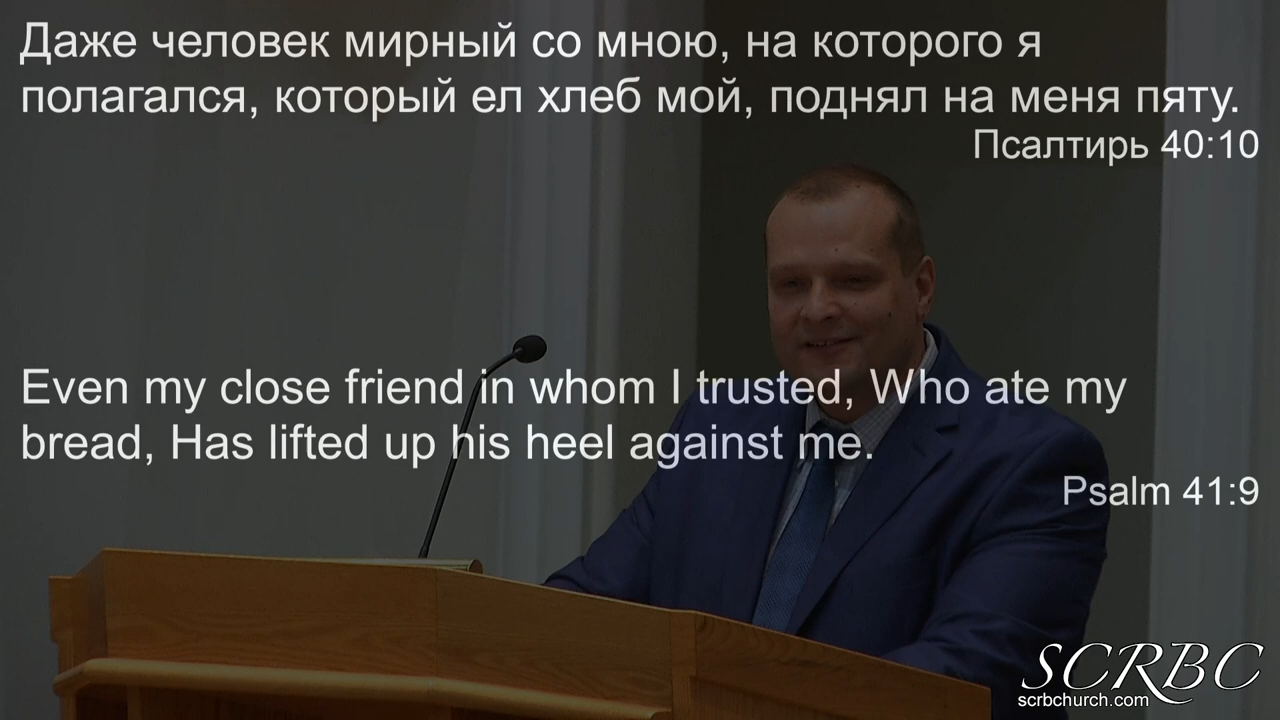 Даже человек мирный со мною, на которого я
полагался, который ел хлеб мой, поднял на меня пяту.
Псалтирь 40:10
Even my close friend in whom I trusted, Who ate my
bread, Has lifted up his heel against me.
Psalm 41:9
SCRBC
scrbchurch.com